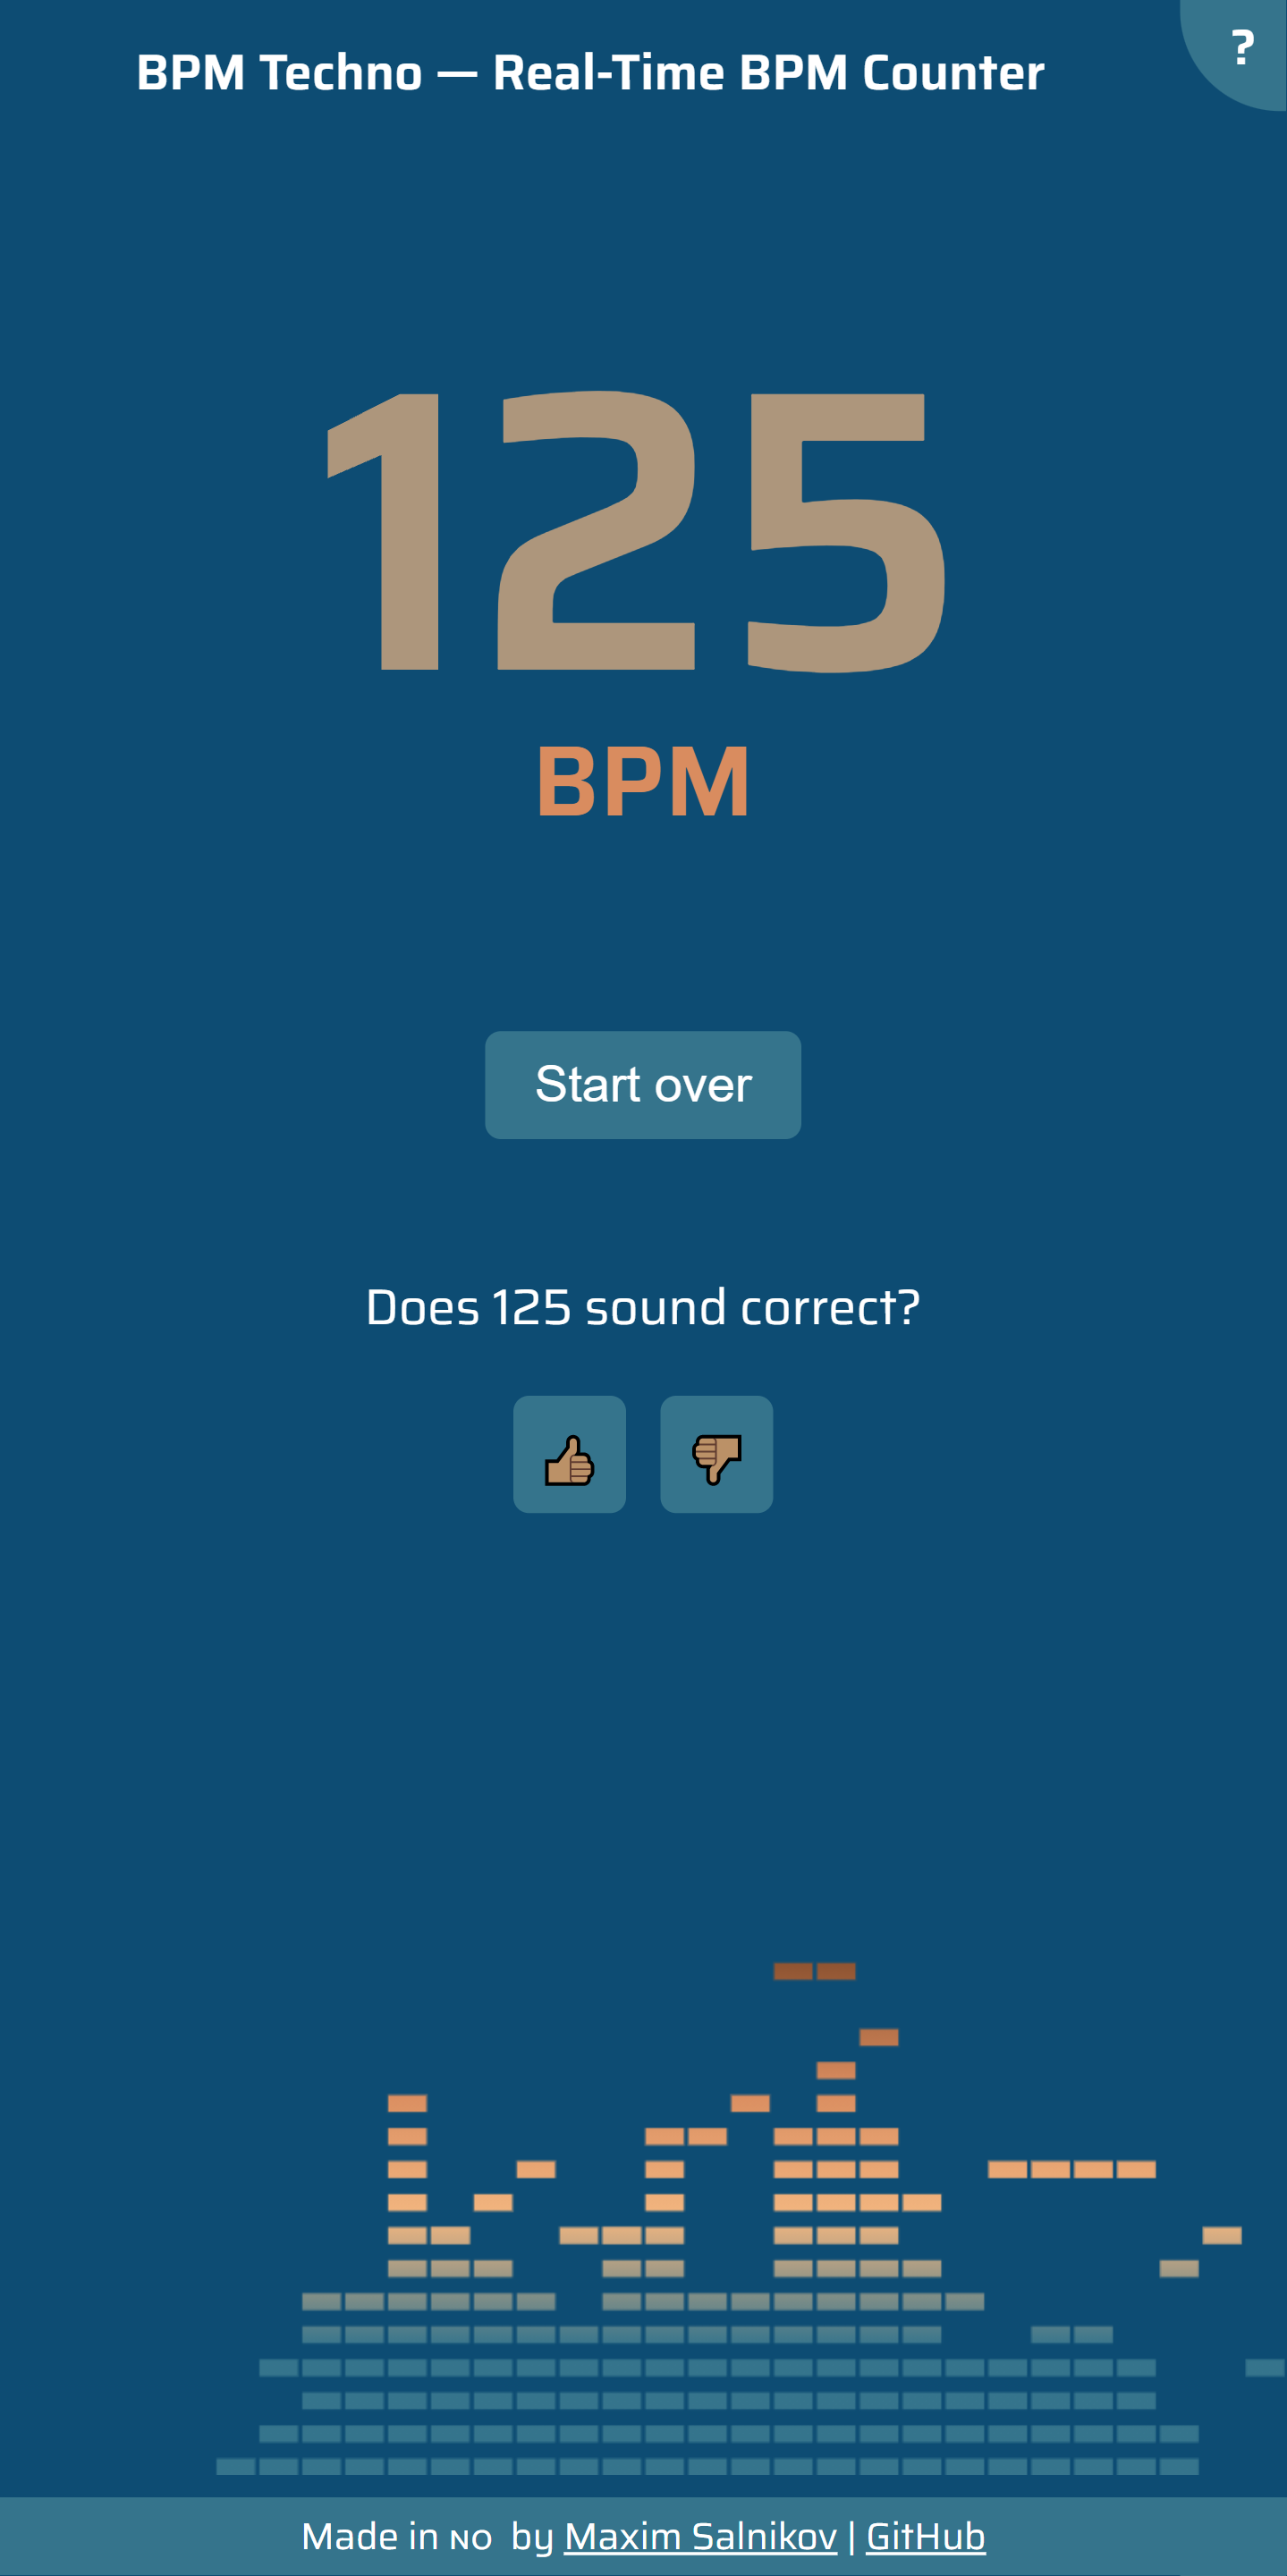 BPM Techno — Real-Time BPM Counter
?
125
BPM
Start over
Does 125 sound correct?
Made in NO by Maxim Salnikov | GitHub